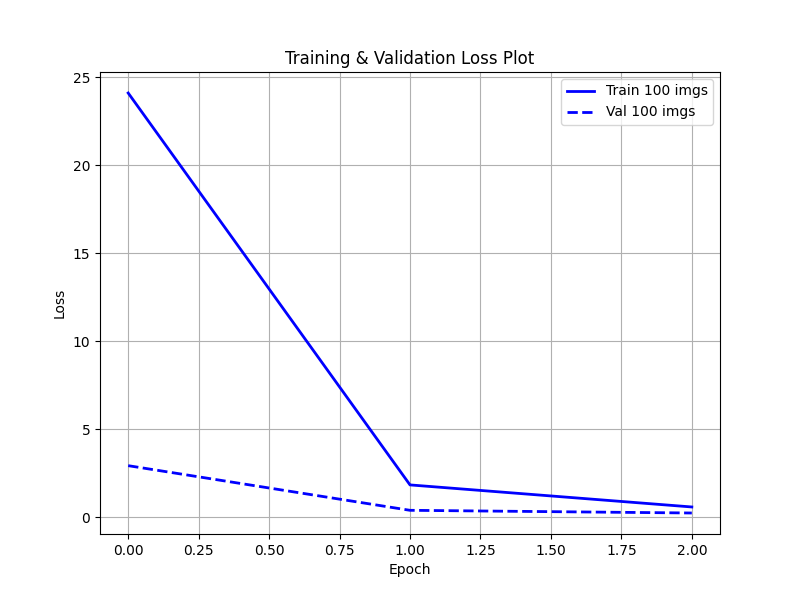 Training & Validation Loss Plot
Train 100 imgs
Val 100 imgs
25
20
15
10
5
0
Loss
0.00 0.25 0.50 0.75 1.00 1.25 1.50 1.75 2.00
Epoch